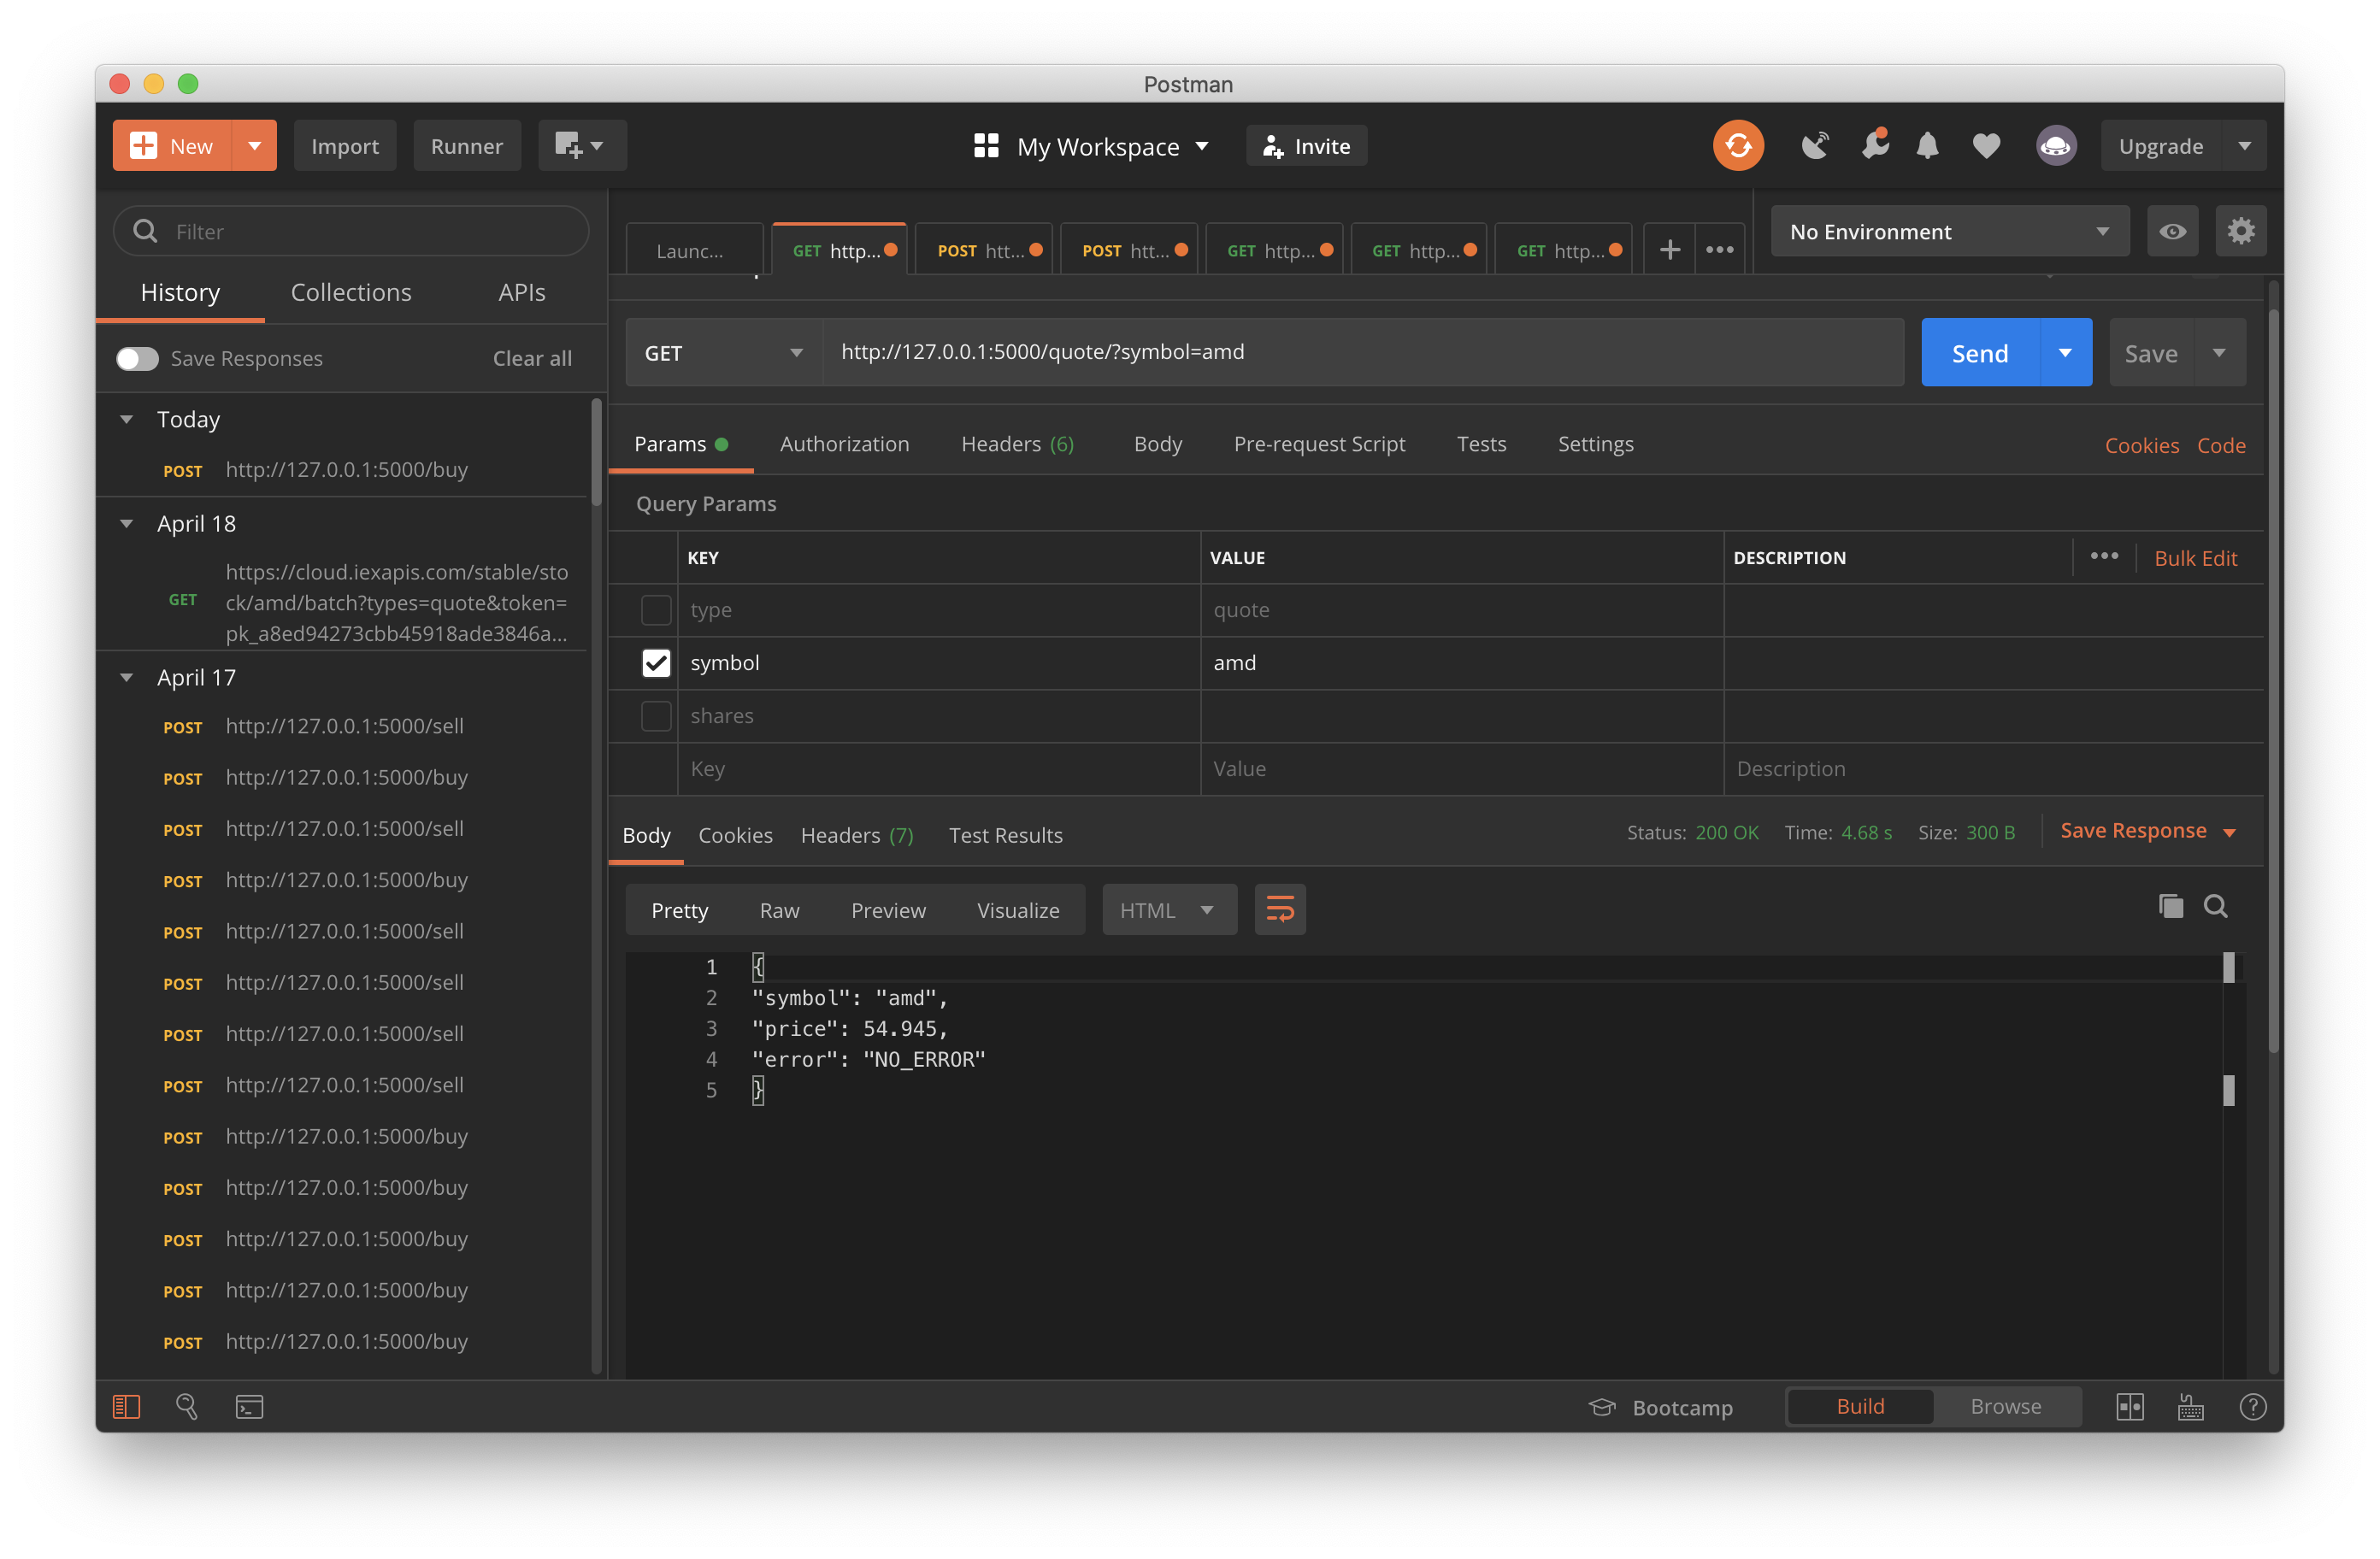 Postman
New
Import
Runner
My Workspace
Invite
Upgrade
Filter
History
Collections
APIs
Save Responses
Clear all
Today
POST http://127.0.0.1:5000/buy
April 18
GET
https://cloud.iexapis.com/stable/sto
ck/amd/batch?types=quote&token=
pk_a8ed94273cbb45918ade3846a...
April 17
POST http://127.0.0.1:5000/sell
POST http://127.0.0.1:5000/buy
POST http://127.0.0.1:5000/sell
POST http://127.0.0.1:5000/buy
POST http://127.0.0.1:5000/sell
POST http://127.0.0.1:5000/sell
POST http://127.0.0.1:5000/sell
POST http://127.0.0.1:5000/sell
POST http://127.0.0.1:5000/buy
POST http://127.0.0.1:5000/buy
POST http://127.0.0.1:5000/buy
POST http://127.0.0.1:5000/buy
POST http://127.0.0.1:5000/buy
Launc...
GET http...
POST htt...
POST htt...
GET http...
GET http...
GET http...
+ •••
No Environment
GET
http://127.0.0.1:5000/quote/?symbol=amd
Send
Save
Params
Authorization
Headers (6)
Body
Pre-request Script
Tests
Settings
Cookies
Code
Query Params
KEY VALUE DESCRIPTION ••• Bulk Edit
type quote
symbol amd
shares
Key Value Description
Body
Cookies
Headers (7)
Test Results
Status: 200 OK
Time: 4.68 s
Size: 300 B
Save Response
Pretty
Raw
Preview
Visualize
HTML
1 {
2 "symbol": "amd",
3 "price": 54.945,
4 "error": "NO_ERROR"
5 }
Bootcamp
Build
Browse
?